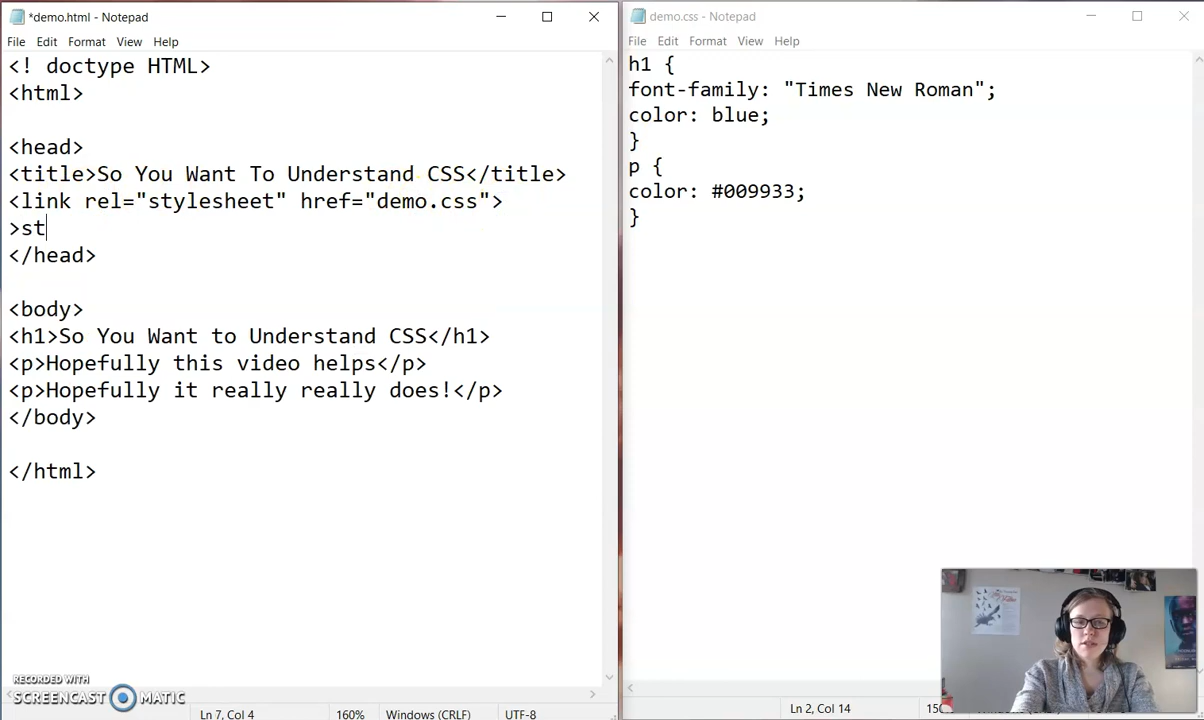 *demo.html - Notepad
File Edit Format View Help
<! doctype HTML>
<html>
<head>
<title>So You Want To Understand CSS</title>
<link rel="stylesheet" href="demo.css">
>st
</head>
<body>
<h1>So You Want to Understand CSS</h1>
<p>Hopefully this video helps</p>
<p>Hopefully it really really does!</p>
</body>
</html>
RECORDED WITH
SCREENCAST MATIC
Ln 7, Col 4 160% Windows (CRLF) UTF-8
demo.css - Notepad
File Edit Format View Help
h1 {
font-family: "Times New Roman";
color: blue;
}
p {
color: #009933;
}
Ln 2, Col 14